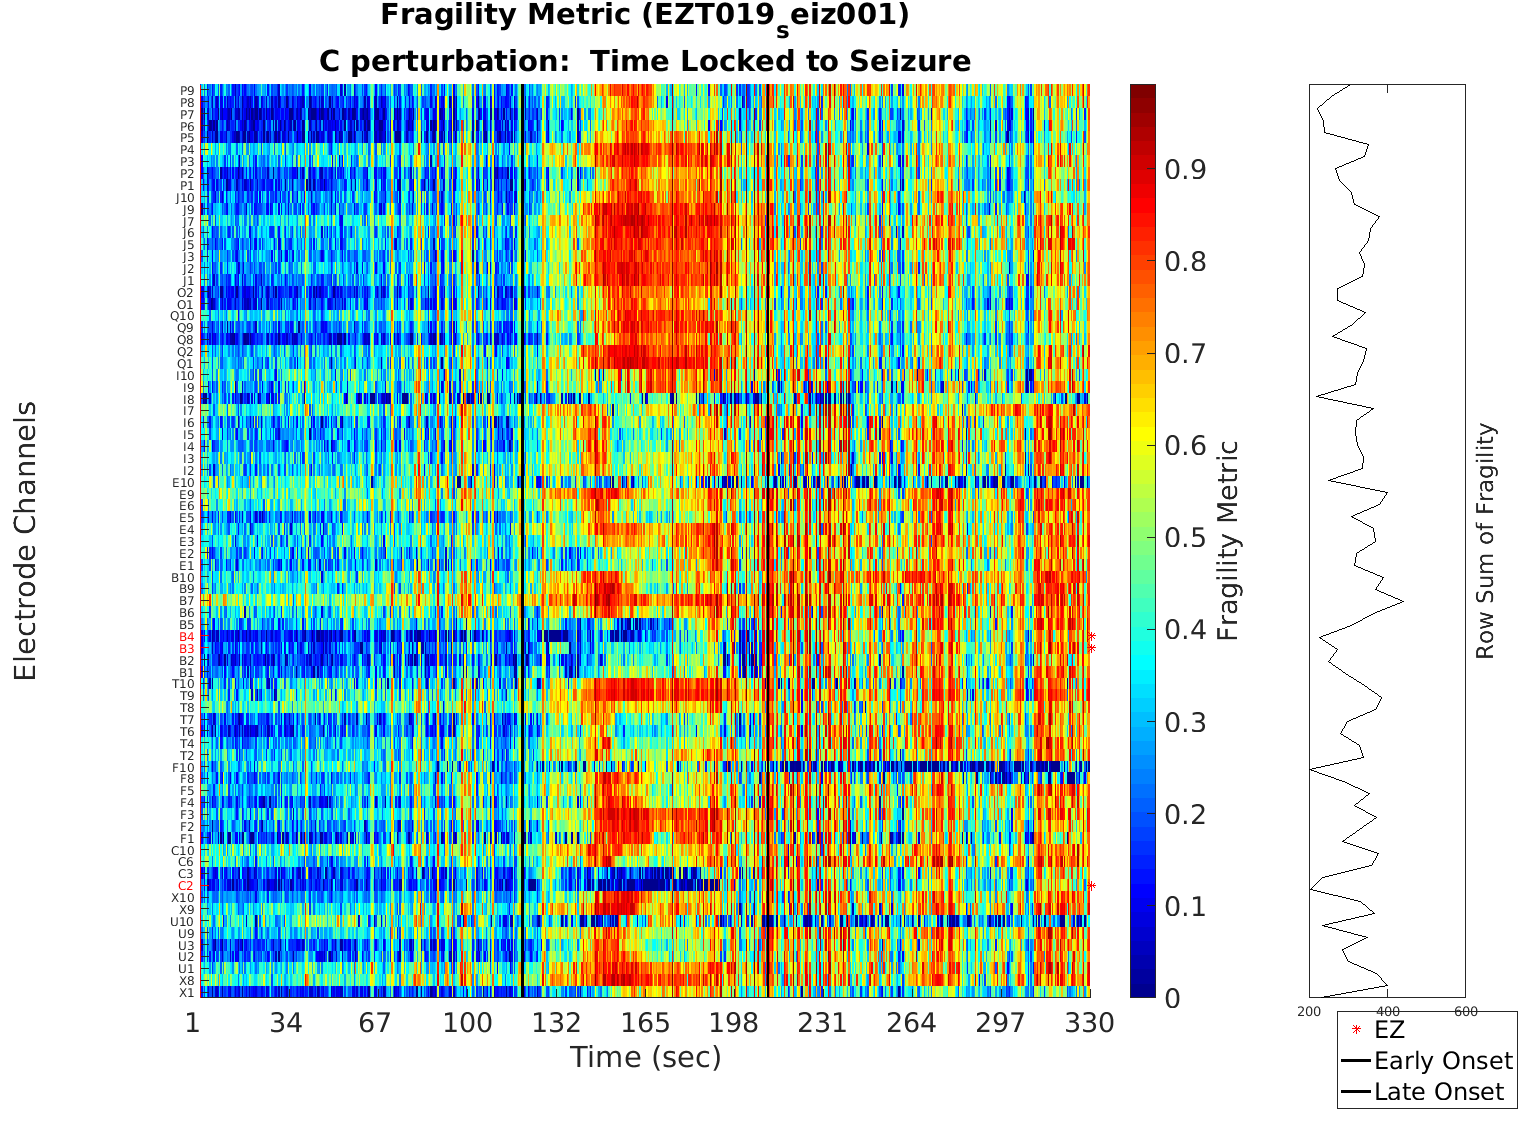 Fragility Metric (EZT019seiz001)
C perturbation:  Time Locked to Seizure
Electrode Channels
P9
P8
P7
P6
P5
P4
P3
P2
P1
J10
J9
J7
J6
J5
J3
J2
J1
O2
O1
Q10
Q9
Q8
Q2
Q1
I10
I9
I8
I7
I6
I5
I4
I3
I2
E10
E9
E6
E5
E4
E3
E2
E1
B10
B9
B7
B6
B5
B4
B3
B2
B1
T10
T9
T8
T7
T6
T4
T2
F10
F8
F5
F4
F3
F2
F1
C10
C6
C3
C2
X10
X9
U10
U9
U3
U2
U1
X8
X1
1 34 67 100 132 165 198 231 264 297 330
Time (sec)
0.9
0.8
0.7
0.6
0.5
0.4
0.3
0.2
0.1
0
Fragility Metric
Row Sum of Fragility
200 400 600
EZ
Early Onset
Late Onset